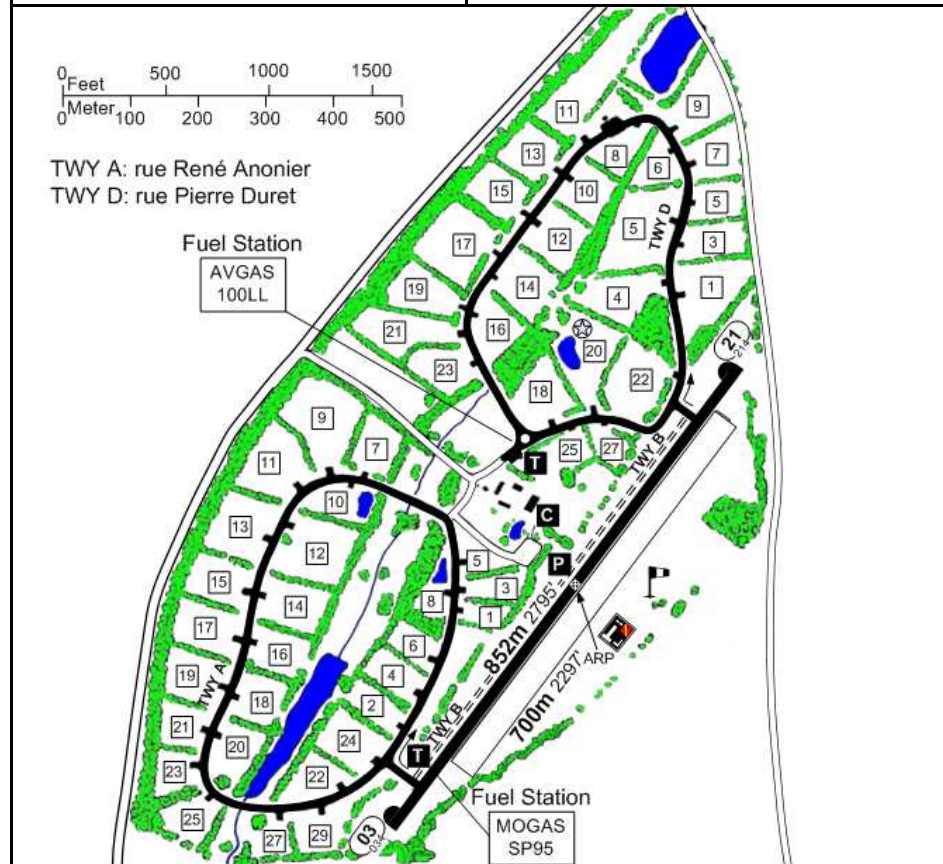 0 500 1000 1500
Feet
Meter
0 100 200 300 400 500
TWY A: rue René Anonier
TWY D: rue Pierre Duret
Fuel Station
AVGAS
100LL
9
11
8
7
13
6
10
15
5
5
TWY D
3
12
17
1
14
4
19
16
21
20
23
22
18
21
214
25
27
T
TWY B
9
7
11
10
C
13
12
5
P
15
3
8
14
1
17
6
16
19
4
TWY A
18
2
21
20
24
23
22
T
TWY B
25
27
29
852m 2795'
700m 2297'
ARP
03
034
Fuel Station
MOGAS
SP95